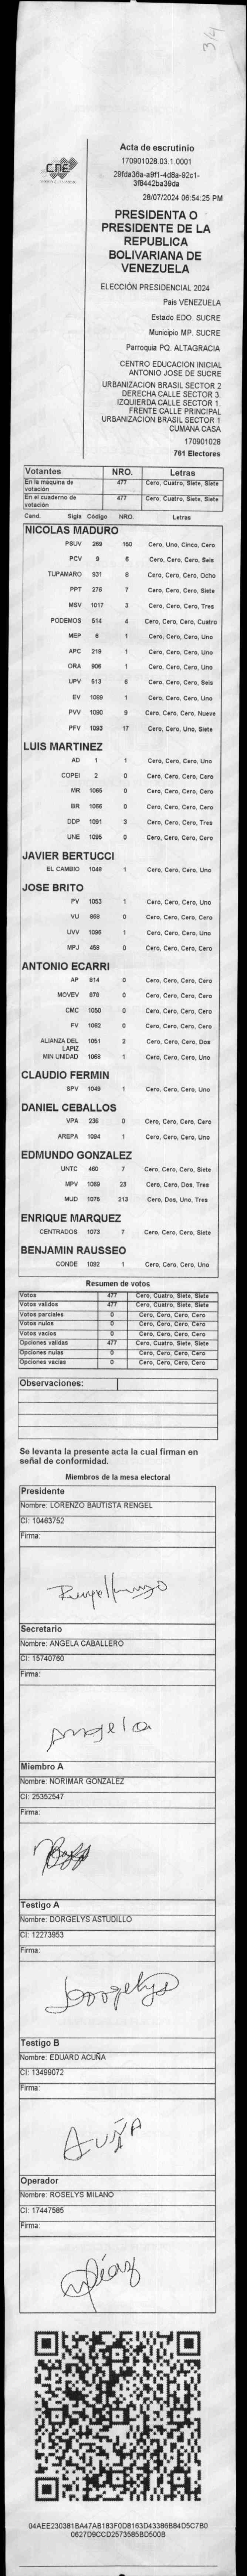 3/4
CNE
Acta de escrutinio
170901028.03.1.0001
29fda36a-a9f1-4d8a-92c1-
3f8442ba39da
28/07/2024 06:54:25 PM
PRESIDENTA O
PRESIDENTE DE LA
REPUBLICA
BOLIVARIANA DE
VENEZUELA
ELECCIÓN PRESIDENCIAL 2024
Pais VENEZUELA
Estado EDO. SUCRE
Municipio MP. SUCRE
Parroquia PQ. ALTAGRACIA
CENTRO EDUCACION INICIAL
ANTONIO JOSE DE SUCRE
URBANIZACION BRASIL SECTOR 2
DERECHA CALLE SECTOR 3.
IZQUIERDA CALLE SECTOR 1.
FRENTE CALLE PRINCIPAL
URBANIZACION BRASIL SECTOR 1
CUMANA CASA
170901028
761 Electores
Votantes NRO. Letras
En la máquina de votación 477 Cero, Cuatro, Siete, Siete
En el cuaderno de votación 477 Cero, Cuatro, Siete, Siete
Cand. Sigla Código NRO. Letras
NICOLAS MADURO
PSUV 269 150 Cero, Uno, Cinco, Cero
PCV 9 6 Cero, Cero, Cero, Seis
TUPAMARO 931 8 Cero, Cero, Cero, Ocho
PPT 276 7 Cero, Cero, Cero, Siete
MSV 1017 3 Cero, Cero, Cero, Tres
PODEMOS 514 4 Cero, Cero, Cero, Cuatro
MEP 6 1 Cero, Cero, Cero, Uno
APC 219 1 Cero, Cero, Cero, Uno
ORA 906 1 Cero, Cero, Cero, Uno
UPV 513 6 Cero, Cero, Cero, Seis
EV 1089 1 Cero, Cero, Cero, Uno
PVV 1090 9 Cero, Cero, Cero, Nueve
PFV 1093 17 Cero, Cero, Uno, Siete
LUIS MARTINEZ
AD 1 1 Cero, Cero, Cero, Uno
COPEI 2 0 Cero, Cero, Cero, Cero
MR 1065 0 Cero, Cero, Cero, Cero
BR 1066 0 Cero, Cero, Cero, Cero
DDP 1091 3 Cero, Cero, Cero, Tres
UNE 1095 0 Cero, Cero, Cero, Cero
JAVIER BERTUCCI
EL CAMBIO 1048 1 Cero, Cero, Cero, Uno
JOSE BRITO
PV 1053 1 Cero, Cero, Cero, Uno
VU 868 0 Cero, Cero, Cero, Cero
UVV 1096 1 Cero, Cero, Cero, Uno
MPJ 458 0 Cero, Cero, Cero, Cero
ANTONIO ECARRI
AP 814 0 Cero, Cero, Cero, Cero
MOVEV 876 0 Cero, Cero, Cero, Cero
CMC 1050 0 Cero, Cero, Cero, Cero
FV 1062 0 Cero, Cero, Cero, Cero
ALIANZA DEL LAPIZ 1051 2 Cero, Cero, Cero, Dos
MIN UNIDAD 1068 1 Cero, Cero, Cero, Uno
CLAUDIO FERMIN
SPV 1049 1 Cero, Cero, Cero, Uno
DANIEL CEBALLOS
VPA 236 0 Cero, Cero, Cero, Cero
AREPA 1094 1 Cero, Cero, Cero, Uno
EDMUNDO GONZALEZ
UNTC 460 7 Cero, Cero, Cero, Siete
MPV 1069 23 Cero, Cero, Dos, Tres
MUD 1075 213 Cero, Dos, Uno, Tres
ENRIQUE MARQUEZ
CENTRADOS 1073 7 Cero, Cero, Cero, Siete
BENJAMIN RAUSSEO
CONDE 1092 1 Cero, Cero, Cero, Uno
Resumen de votos
Votos 477 Cero, Cuatro, Siete, Siete
Votos validos 477 Cero, Cuatro, Siete, Siete
Votos parciales 0 Cero, Cero, Cero, Cero
Votos nulos 0 Cero, Cero, Cero, Cero
Votos vacios 0 Cero, Cero, Cero, Cero
Opciones validas 477 Cero, Cuatro, Siete, Siete
Opciones nulas 0 Cero, Cero, Cero, Cero
Opciones vacias 0 Cero, Cero, Cero, Cero
Observaciones:
Se levanta la presente acta la cual firman en
señal de conformidad.
Miembros de la mesa electoral
Presidente
Nombre: LORENZO BAUTISTA RENGEL
CI: 10463752
Firma:
Secretario
Nombre: ANGELA CABALLERO
CI: 15740760
Firma:
Angela
Miembro A
Nombre: NORIMAR GONZALEZ
CI: 25352547
Firma:
Testigo A
Nombre: DORGELYS ASTUDILLO
CI: 12273953
Firma:
Dorgelys
Testigo B
Nombre: EDUARD ACUÑA
CI: 13499072
Firma:
ACUÑA
Operador
Nombre: ROSELYS MILANO
CI: 17447585
Firma:
04AEE230381BA47AB183F0D8163D43386B84D5C7B0
0627D9CCD2573585BD500B